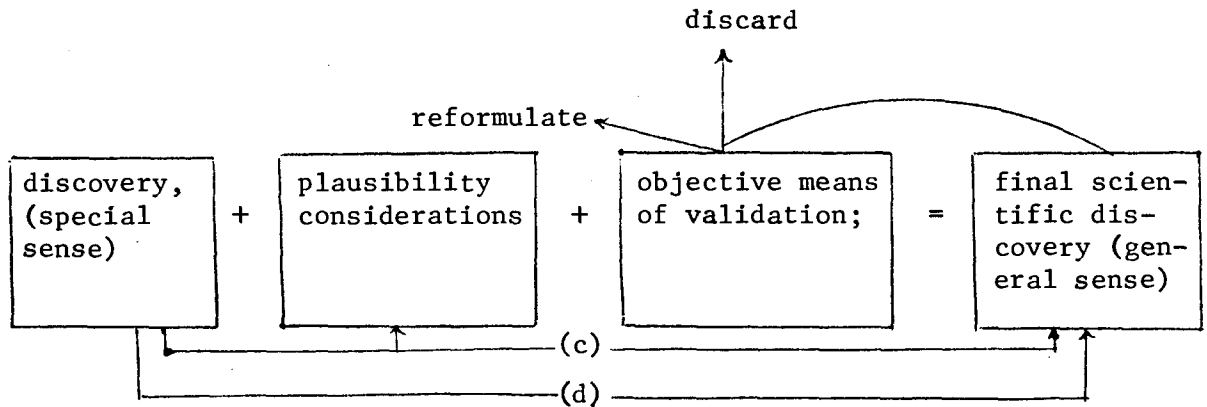 discard
reformulate
discovery,
(special
sense)
+
plausibility
considerations
+
objective means
of validation;
=
final scien-
tific dis-
covery (gen-
eral sense)
(c)
(d)